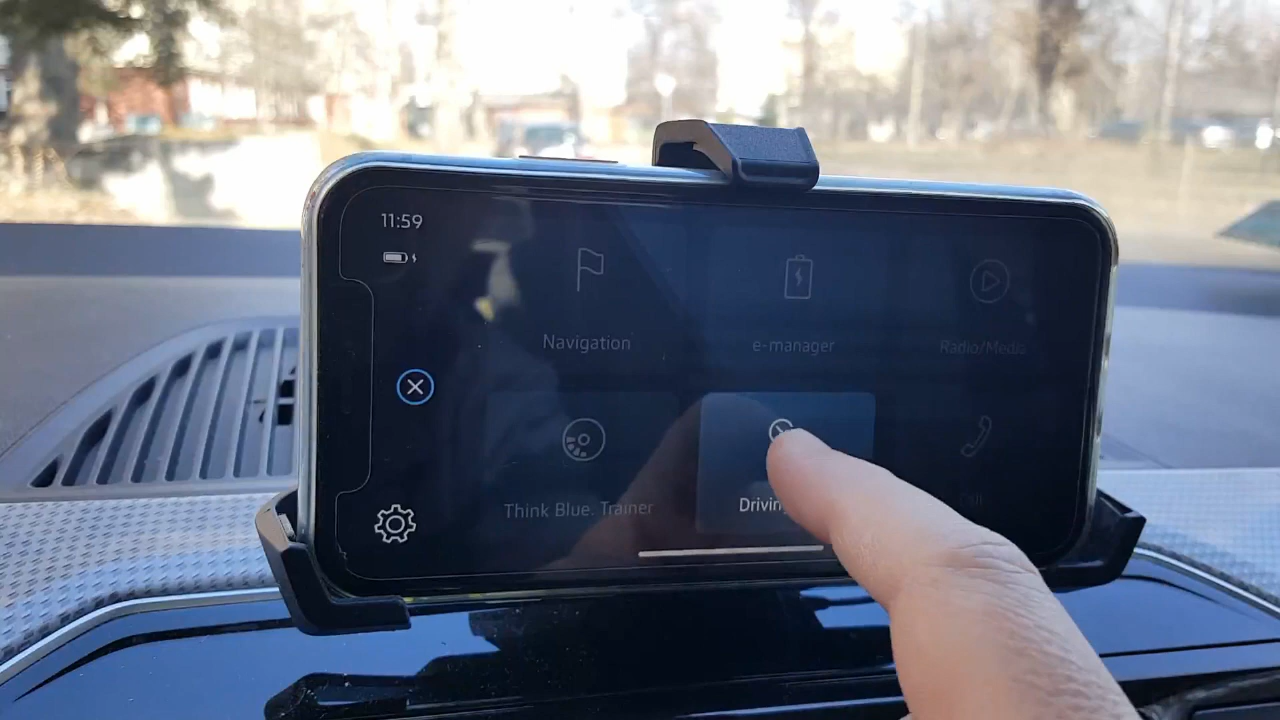 11:59
Navigation
e-manager
Radio/Media
Think Blue. Trainer